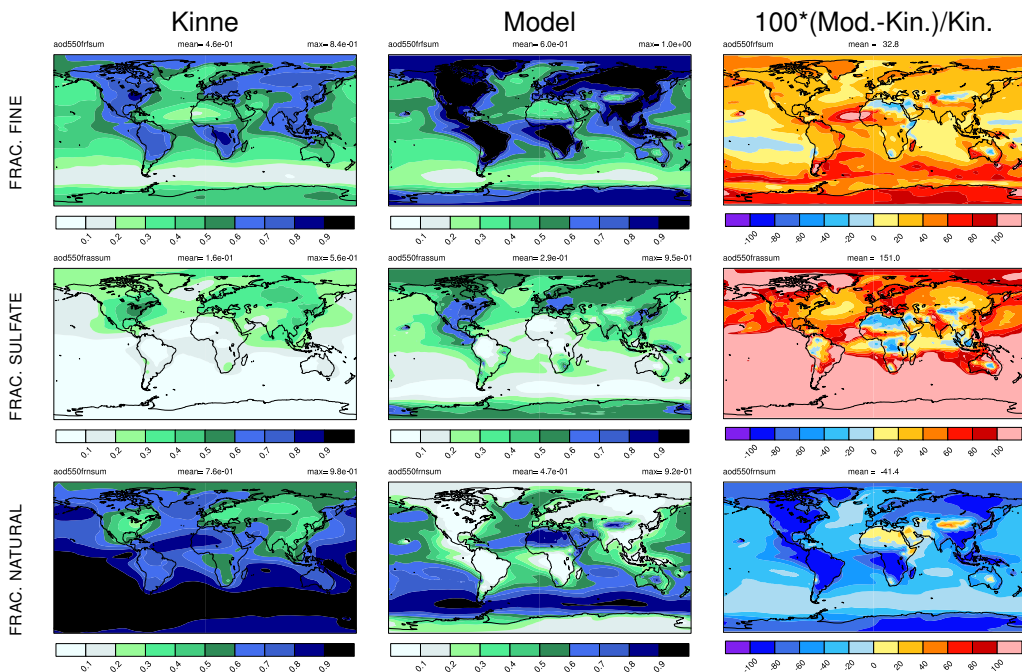 Kinne Model 100*(Mod.-Kin.)/Kin.
aod550frfsum mean= 4.6e-01 max= 8.4e-01 aod550frfsum mean= 6.0e-01 max= 1.0e+00 aod550frfsum mean = 32.8
FRAC. FINE
0.1 0.2 0.3 0.4 0.5 0.6 0.7 0.8 0.9 0.1 0.2 0.3 0.4 0.5 0.6 0.7 0.8 0.9 -100 -80 -60 -40 -20 0 20 40 60 80 100
aod550frassum mean= 1.6e-01 max= 5.6e-01 aod550frassum mean= 2.9e-01 max= 9.5e-01 aod550frassum mean = 151.0
FRAC. SULFATE
0.1 0.2 0.3 0.4 0.5 0.6 0.7 0.8 0.9 0.1 0.2 0.3 0.4 0.5 0.6 0.7 0.8 0.9 -100 -80 -60 -40 -20 0 20 40 60 80 100
aod550frnsum mean= 7.6e-01 max= 9.8e-01 aod550frnsum mean= 4.7e-01 max= 9.2e-01 aod550frnsum mean = -41.4
FRAC. NATURAL
0.1 0.2 0.3 0.4 0.5 0.6 0.7 0.8 0.9 0.1 0.2 0.3 0.4 0.5 0.6 0.7 0.8 0.9 -100 -80 -60 -40 -20 0 20 40 60 80 100